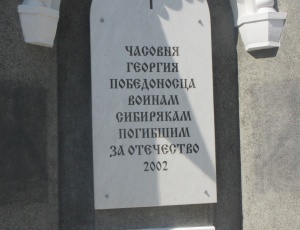 ЧАСОВНЯ
ГЕОРГИЯ
ПОБЕДОНОСЦА
ВОИНАМ
СИБИРЯКАМ
ПОГИБШИМ
ЗА ОТЕЧЕСТВО
2002